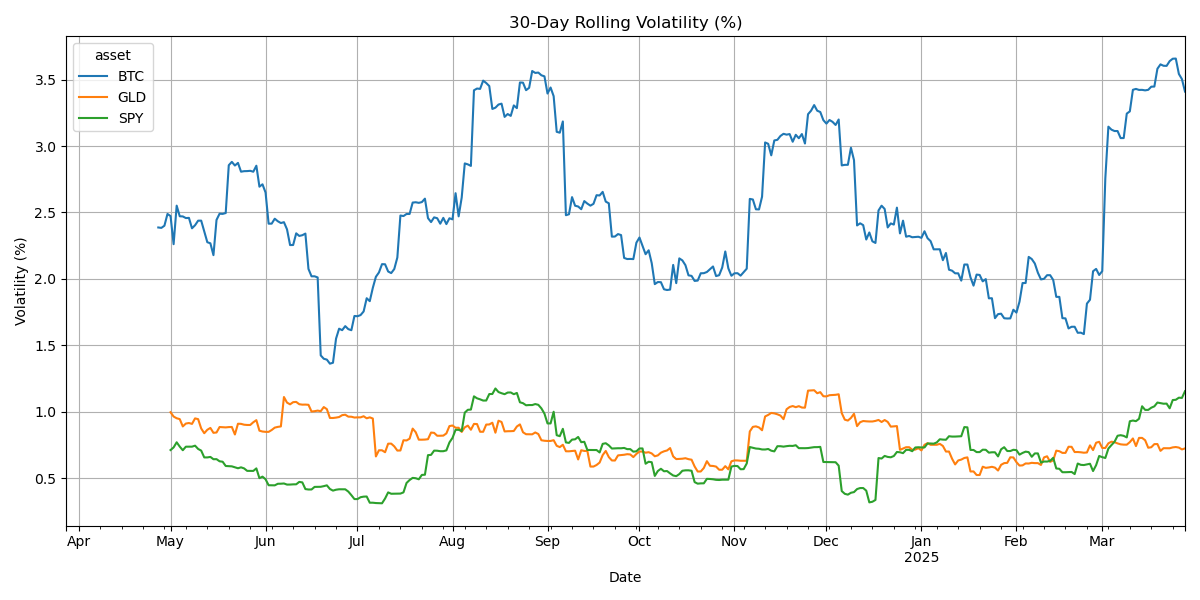 30-Day Rolling Volatility (%)
asset
BTC
GLD
SPY
3.5
3.0
2.5
2.0
1.5
1.0
0.5
Volatility (%)
Apr May Jun Jul Aug Sep Oct Nov Dec Jan Feb Mar
2025
Date